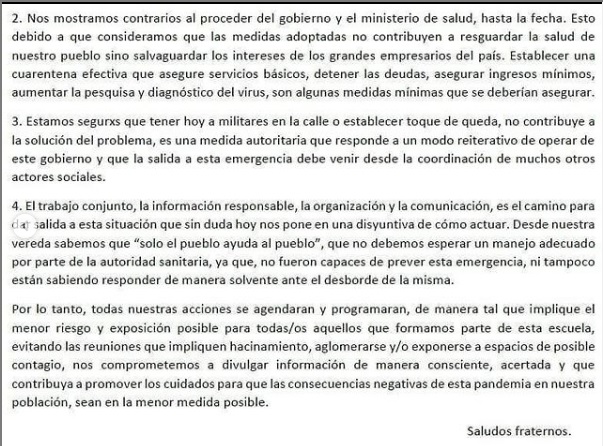 2. Nos mostramos contrarios al proceder del gobierno y el ministerio de salud, hasta la fecha. Esto
debido a que consideramos que las medidas adoptadas no contribuyen a resguardar la salud de
nuestro pueblo sino salvaguardar los intereses de los grandes empresarios del país. Establecer una
cuarentena efectiva que asegure servicios básicos, detener las deudas, asegurar ingresos mínimos,
aumentar la pesquisa y diagnóstico del virus, son algunas medidas mínimas que se deberían asegurar.
3. Estamos segurxs que tener hoy a militares en la calle o establecer toque de queda, no contribuye a
la solución del problema, es una medida autoritaria que responde a un modo reiterativo de operar de
este gobierno y que la salida a esta emergencia debe venir desde la coordinación de muchos otros
actores sociales.
4. El trabajo conjunto, la información responsable, la organización y la comunicación, es el camino para
dar salida a esta situación que sin duda hoy nos pone en una disyuntiva de cómo actuar. Desde nuestra
vereda sabemos que “solo el pueblo ayuda al pueblo”, que no debemos esperar un manejo adecuado
por parte de la autoridad sanitaria, ya que, no fueron capaces de prever esta emergencia, ni tampoco
están sabiendo responder de manera solvente ante el desborde de la misma.
Por lo tanto, todas nuestras acciones se agendaran y programaran, de manera tal que implique el
menor riesgo y exposición posible para todas/os aquellos que formamos parte de esta escuela,
evitando las reuniones que impliquen hacinamiento, aglomerarse y/o exponerse a espacios de posible
contagio, nos comprometemos a divulgar información de manera consciente, acertada y que
contribuya a promover los cuidados para que las consecuencias negativas de esta pandemia en nuestra
población, sean en la menor medida posible.
Saludos fraternos.